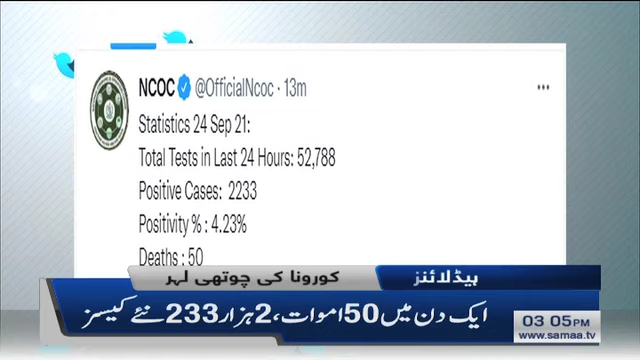 NCOC @OfficialNcoc · 13m
Statistics 24 Sep 21:
Total Tests in Last 24 Hours: 52,788
Positive Cases: 2233
Positivity % : 4.23%
Deaths: 50
ہیڈلائنز
کورونا کی چوتھی لہر
ایک دن میں 50 اموات، 2 ہزار 233 نئے کیسز
03 05PM
www.samaa.tv